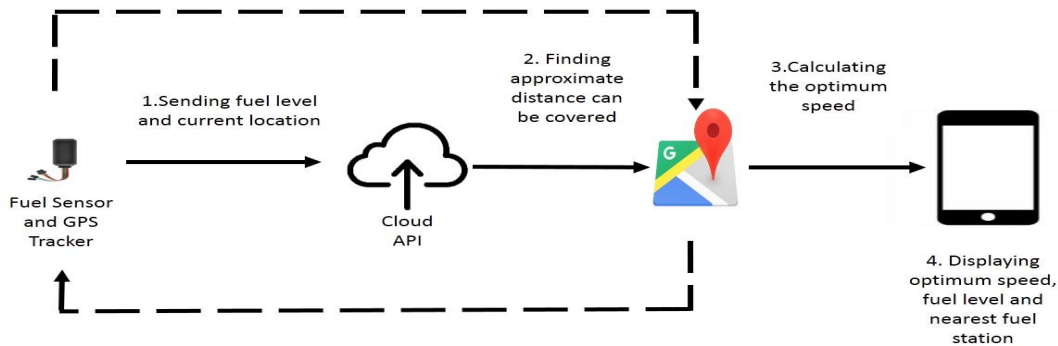 1.Sending fuel level
and current location
2. Finding
approximate
distance can
be covered
3.Calculating
the optimum
speed
G
Fuel Sensor
and GPS
Tracker
Cloud
API
4. Displaying
optimum speed,
fuel level and
nearest fuel
station